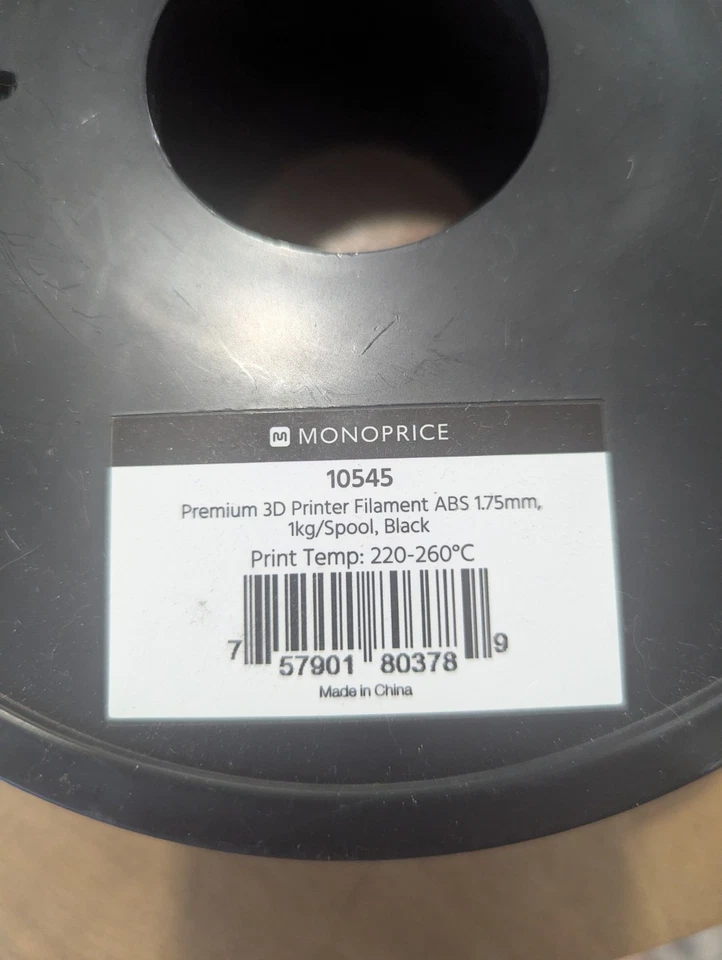 MONOPRICE
10545
Premium 3D Printer Filament ABS 1.75mm,
1kg/Spool, Black
Print Temp: 220-260°C
7 57901 80378 9
Made in China